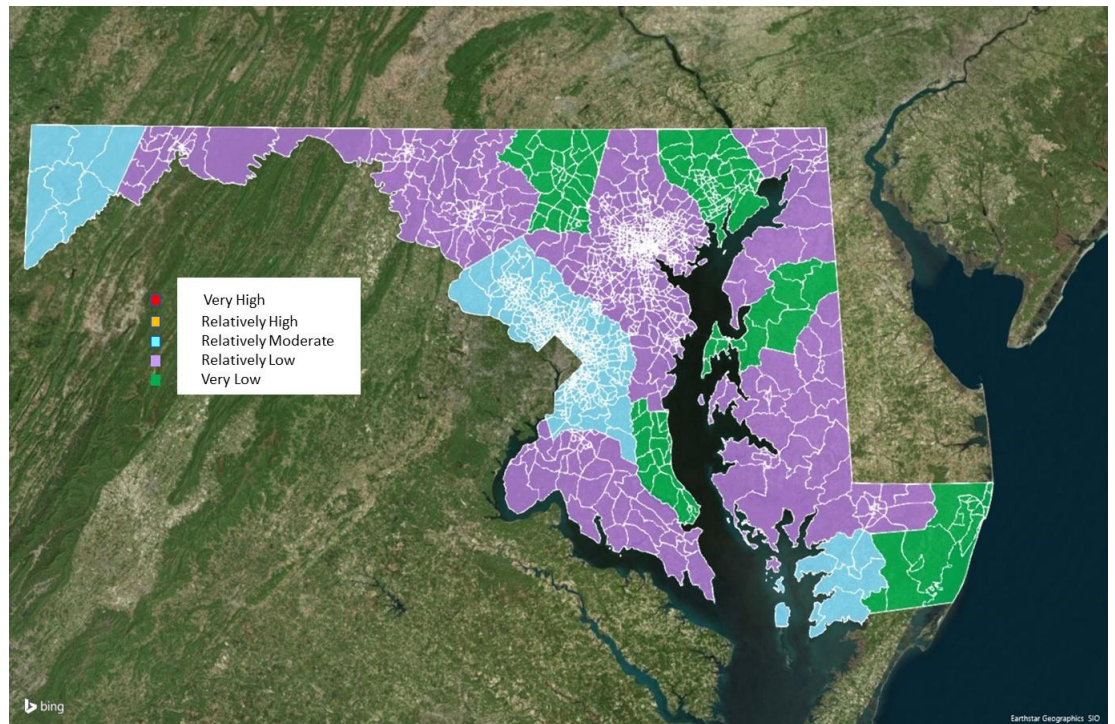 Very High
Relatively High
Relatively Moderate
Relatively Low
Very Low
bing
Earthstar Geographics SIO